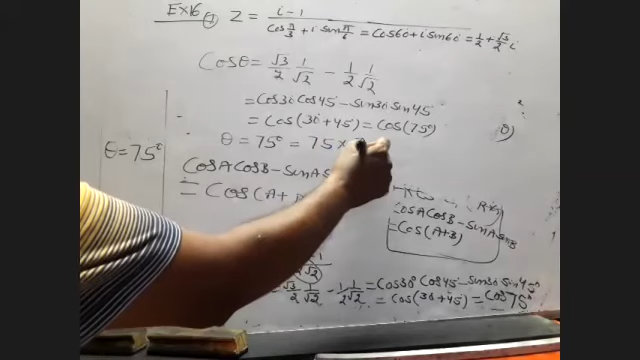 EX16 ⑦ Z = (i-1)/(cos π/3 + i sin π/6) = cos60 + i sin60 = 1/2 + √3/2 i
Cosθ = √3/2 1/√2 - 1/2 1/√2
= cos30 cos45 - sin30 sin45
= cos(30+45) = cos(75°)
θ = 75° = 75 ×
θ = 75°
CosA cosB - sinA
= cos(A+
cosA cosB - sinA sinB
= cos(A+B)
√3/2 1/√2 - 1/2 1/√2 = cos30° cos45 - sin30 sin45
= cos(30+45) = cos75°